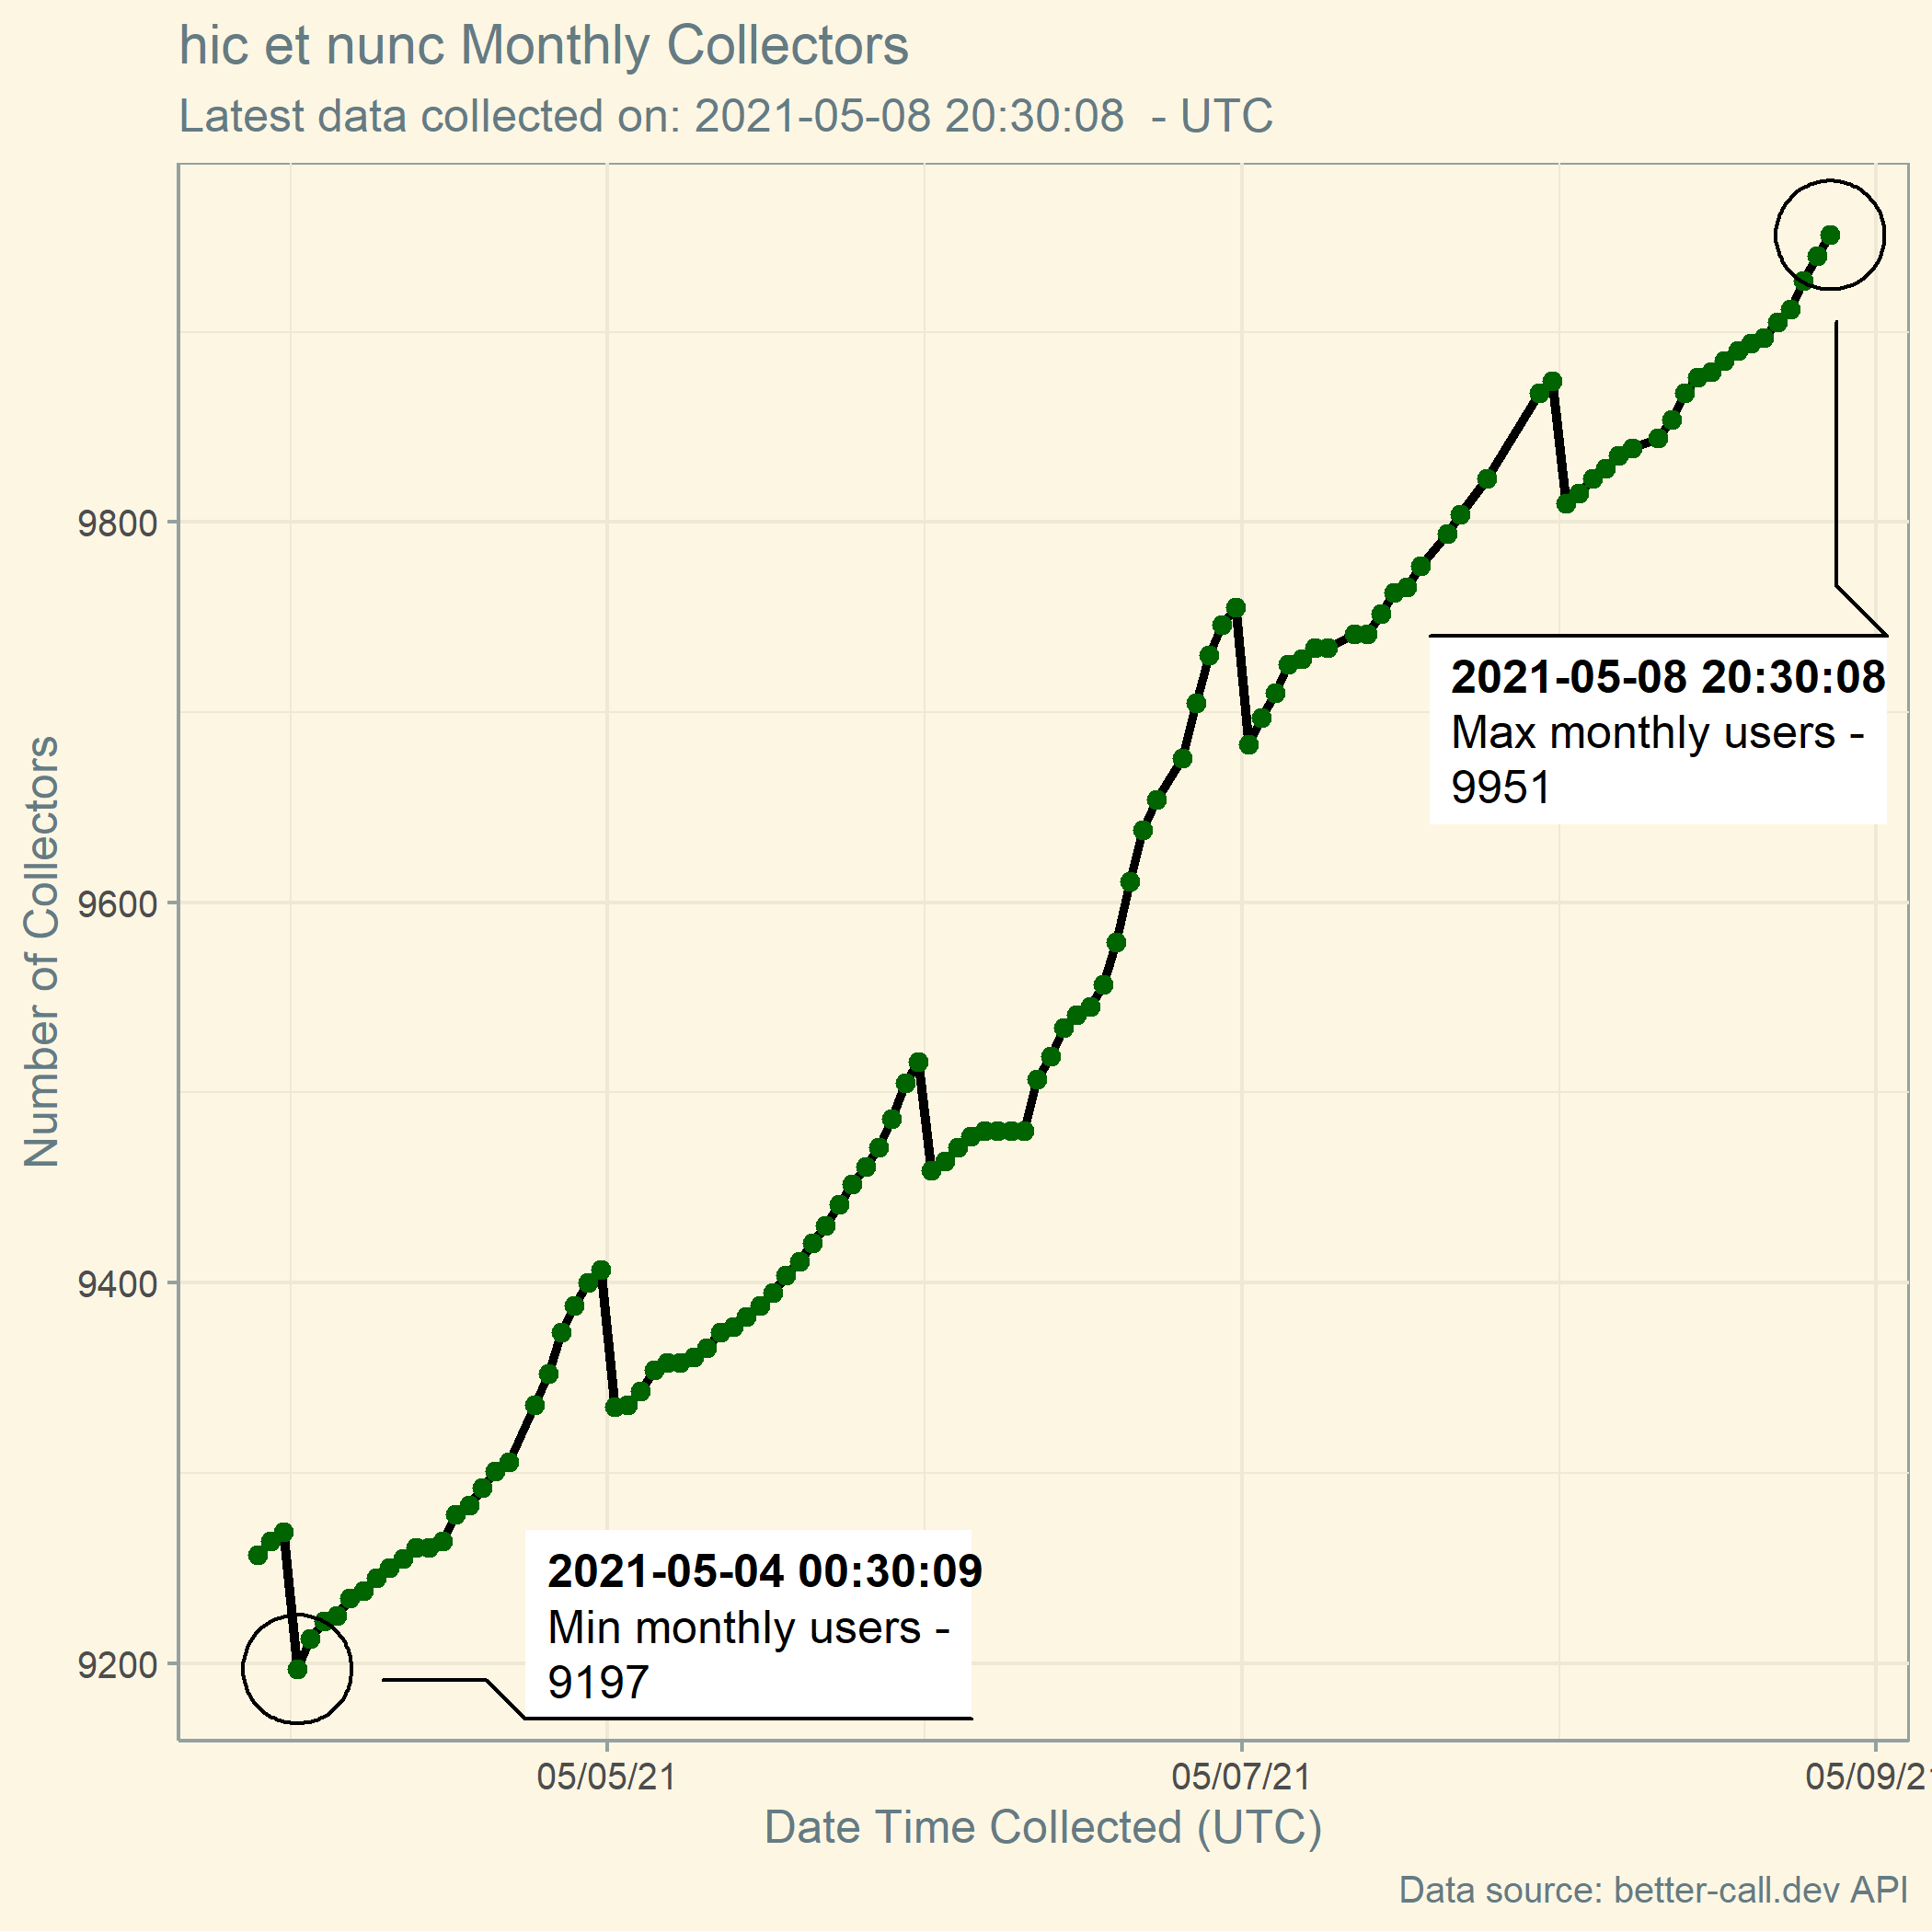 hic et nunc Monthly Collectors
Latest data collected on: 2021-05-08 20:30:08  - UTC
Number of Collectors
9800
9600
9400
9200
2021-05-08 20:30:08
Max monthly users -
9951
2021-05-04 00:30:09
Min monthly users -
9197
05/05/21
05/07/21
05/09/21
Date Time Collected (UTC)
Data source: better-call.dev API